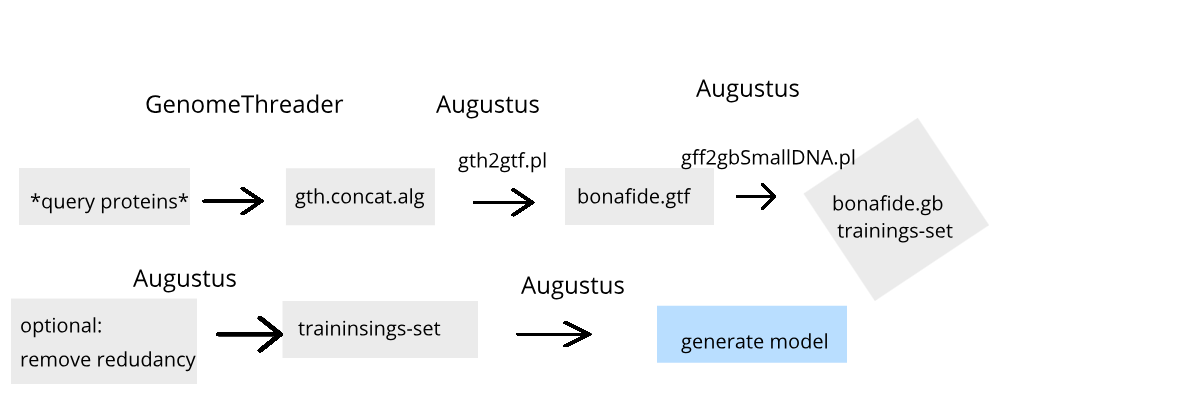 GenomeThreader
Augustus
Augustus
gth2gtf.pl
gff2gbSmallDNA.pl
*query proteins*
gth.concat.alg
bonafide.gtf
bonafide.gb
trainings-set
Augustus
Augustus
optional:
remove redudancy
traininsings-set
generate model